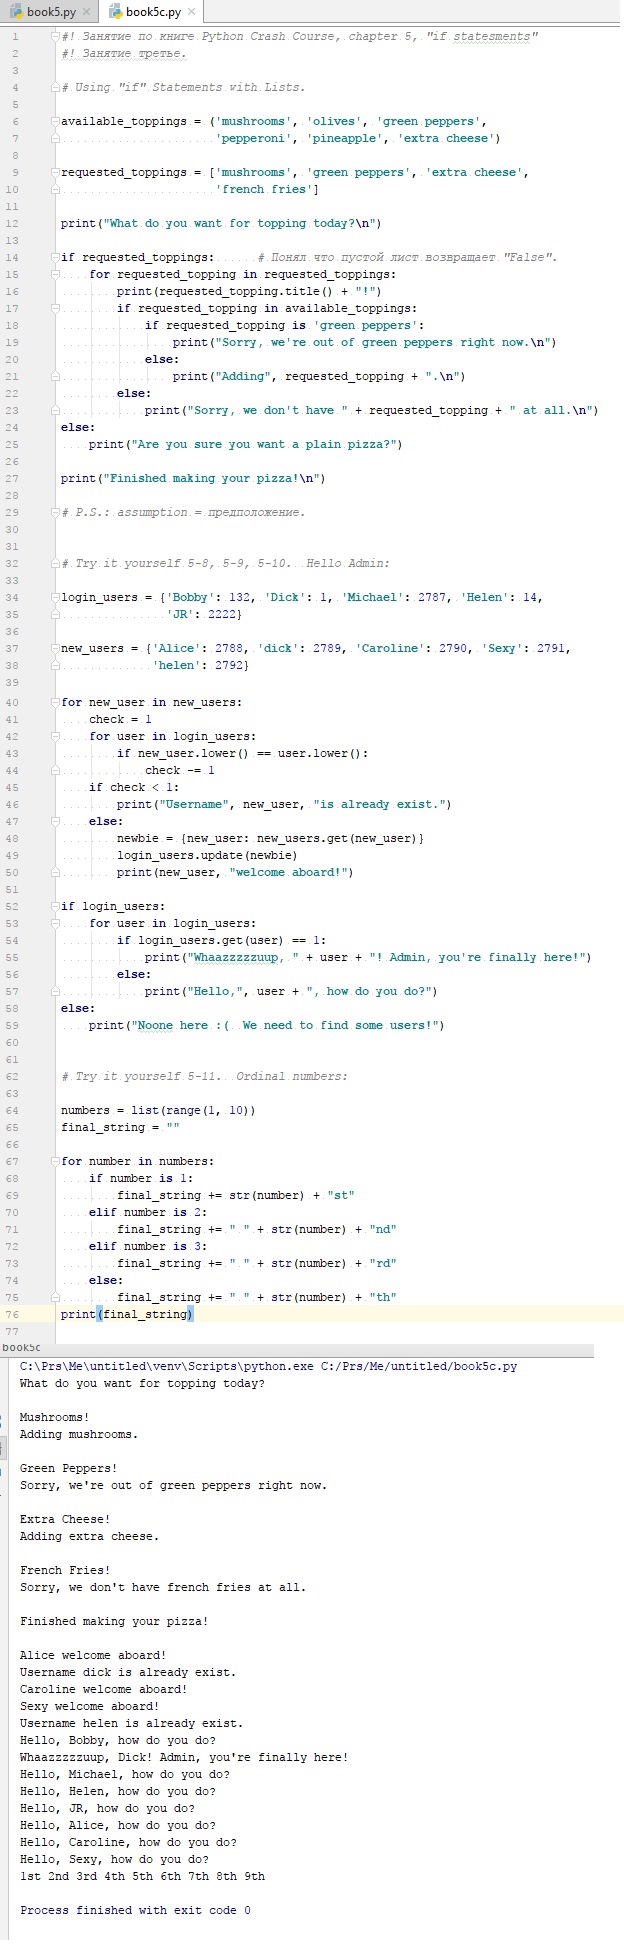 book5.py book5c.py
1 #! Занятие по книге Python Crash Course, chapter 5, "if statesments"
2 #! Занятие третье.
3
4 # Using "if" Statements with Lists.
5
6 available_toppings = ('mushrooms', 'olives', 'green peppers',
7                       'pepperoni', 'pineapple', 'extra cheese')
8
9 requested_toppings = ['mushrooms', 'green peppers', 'extra cheese',
10                       'french fries']
11
12 print("What do you want for topping today?\n")
13
14 if requested_toppings:      # Понял что пустой лист возвращает "False".
15     for requested_topping in requested_toppings:
16         print(requested_topping.title() + "!")
17         if requested_topping in available_toppings:
18             if requested_topping is 'green peppers':
19                 print("Sorry, we're out of green peppers right now.\n")
20             else:
21                 print("Adding", requested_topping + ".\n")
22         else:
23             print("Sorry, we don't have " + requested_topping + " at all.\n")
24 else:
25     print("Are you sure you want a plain pizza?")
26
27 print("Finished making your pizza!\n")
28
29 # P.S.: assumption = предположение.
30
31
32 # Try it yourself 5-8, 5-9, 5-10.  Hello Admin:
33
34 login_users = {'Bobby': 132, 'Dick': 1, 'Michael': 2787, 'Helen': 14,
35                'JR': 2222}
36
37 new_users = {'Alice': 2788, 'dick': 2789, 'Caroline': 2790, 'Sexy': 2791,
38              'helen': 2792}
39
40 for new_user in new_users:
41     check = 1
42     for user in login_users:
43         if new_user.lower() == user.lower():
44             check -= 1
45     if check < 1:
46         print("Username", new_user, "is already exist.")
47     else:
48         newbie = {new_user: new_users.get(new_user)}
49         login_users.update(newbie)
50         print(new_user, "welcome aboard!")
51
52 if login_users:
53     for user in login_users:
54         if login_users.get(user) == 1:
55             print("Whaazzzzzuup, " + user + "! Admin, you're finally here!")
56         else:
57             print("Hello,", user + ", how do you do?")
58 else:
59     print("Noone here :(  We need to find some users!")
60
61
62 # Try it yourself 5-11.  Ordinal numbers:
63
64 numbers = list(range(1, 10))
65 final_string = ""
66
67 for number in numbers:
68     if number is 1:
69         final_string += str(number) + "st"
70     elif number is 2:
71         final_string += " " + str(number) + "nd"
72     elif number is 3:
73         final_string += " " + str(number) + "rd"
74     else:
75         final_string += " " + str(number) + "th"
76 print(final_string)
77
book5c
C:\Prs\Me\untitled\venv\Scripts\python.exe C:/Prs/Me/untitled/book5c.py
What do you want for topping today?

Mushrooms!
Adding mushrooms.

Green Peppers!
Sorry, we're out of green peppers right now.

Extra Cheese!
Adding extra cheese.

French Fries!
Sorry, we don't have french fries at all.

Finished making your pizza!

Alice welcome aboard!
Username dick is already exist.
Caroline welcome aboard!
Sexy welcome aboard!
Username helen is already exist.
Hello, Bobby, how do you do?
Whaazzzzzuup, Dick! Admin, you're finally here!
Hello, Michael, how do you do?
Hello, Helen, how do you do?
Hello, JR, how do you do?
Hello, Alice, how do you do?
Hello, Caroline, how do you do?
Hello, Sexy, how do you do?
1st 2nd 3rd 4th 5th 6th 7th 8th 9th

Process finished with exit code 0